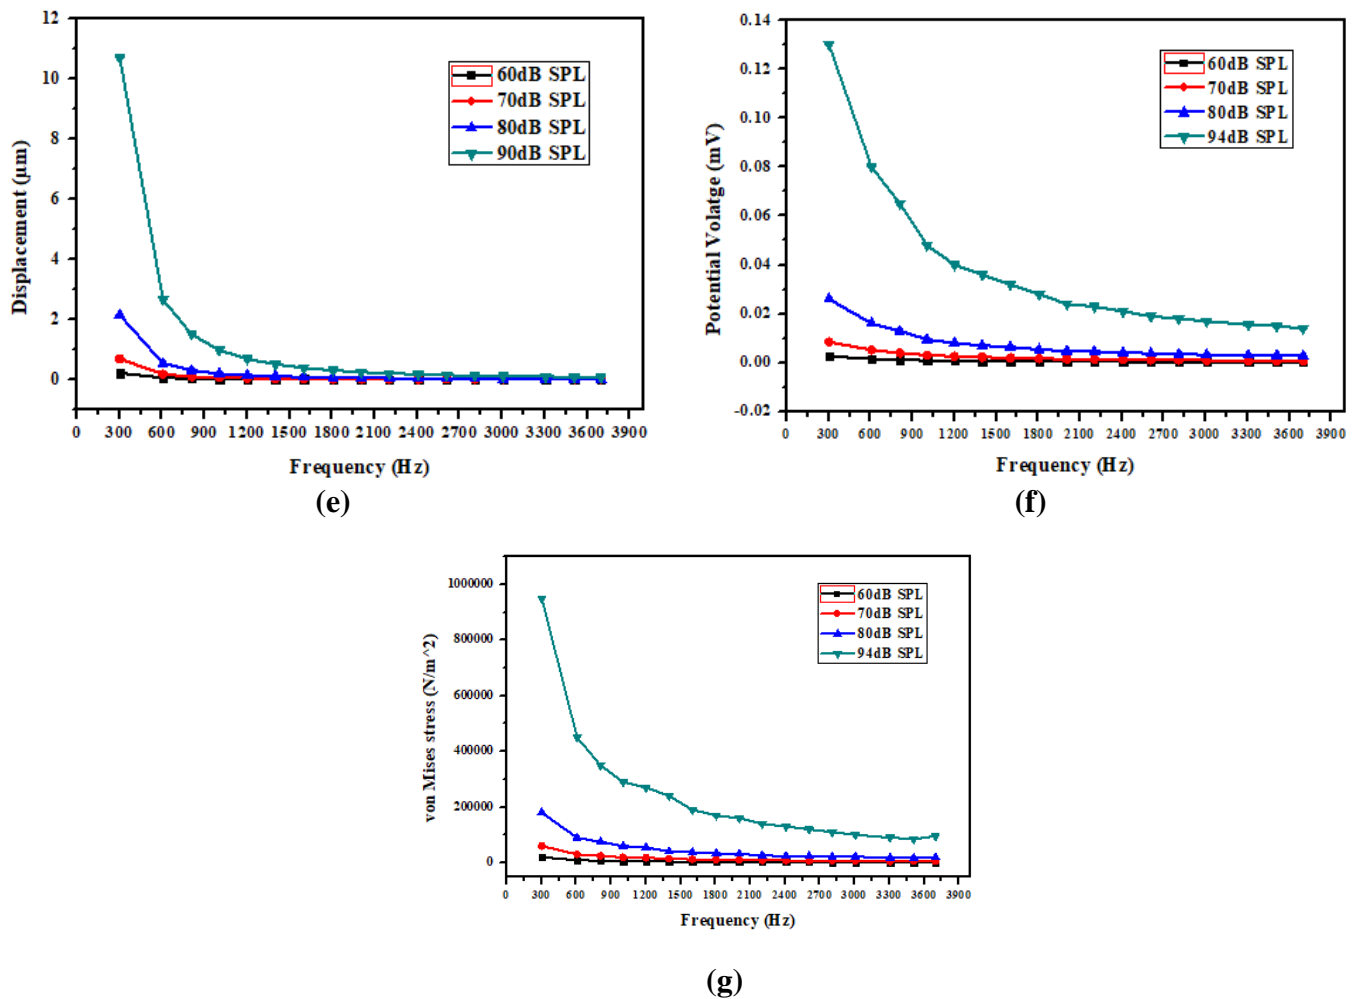 12
10
8
6
4
2
0
Displacement (μm)
60dB SPL
70dB SPL
80dB SPL
90dB SPL
0 300 600 900 1200 1500 1800 2100 2400 2700 3000 3300 3600 3900
Frequency (Hz)
(e)
0.14
0.12
0.10
0.08
0.06
0.04
0.02
0.00
-0.02
Potential Volatge (mV)
60dB SPL
70dB SPL
80dB SPL
94dB SPL
0 300 600 900 1200 1500 1800 2100 2400 2700 3000 3300 3600 3900
Frequency (Hz)
(f)
1000000
800000
600000
400000
200000
0
von Mises stress (N/m^2)
60dB SPL
70dB SPL
80dB SPL
94dB SPL
0 300 600 900 1200 1500 1800 2100 2400 2700 3000 3300 3600 3900
Frequency (Hz)
(g)